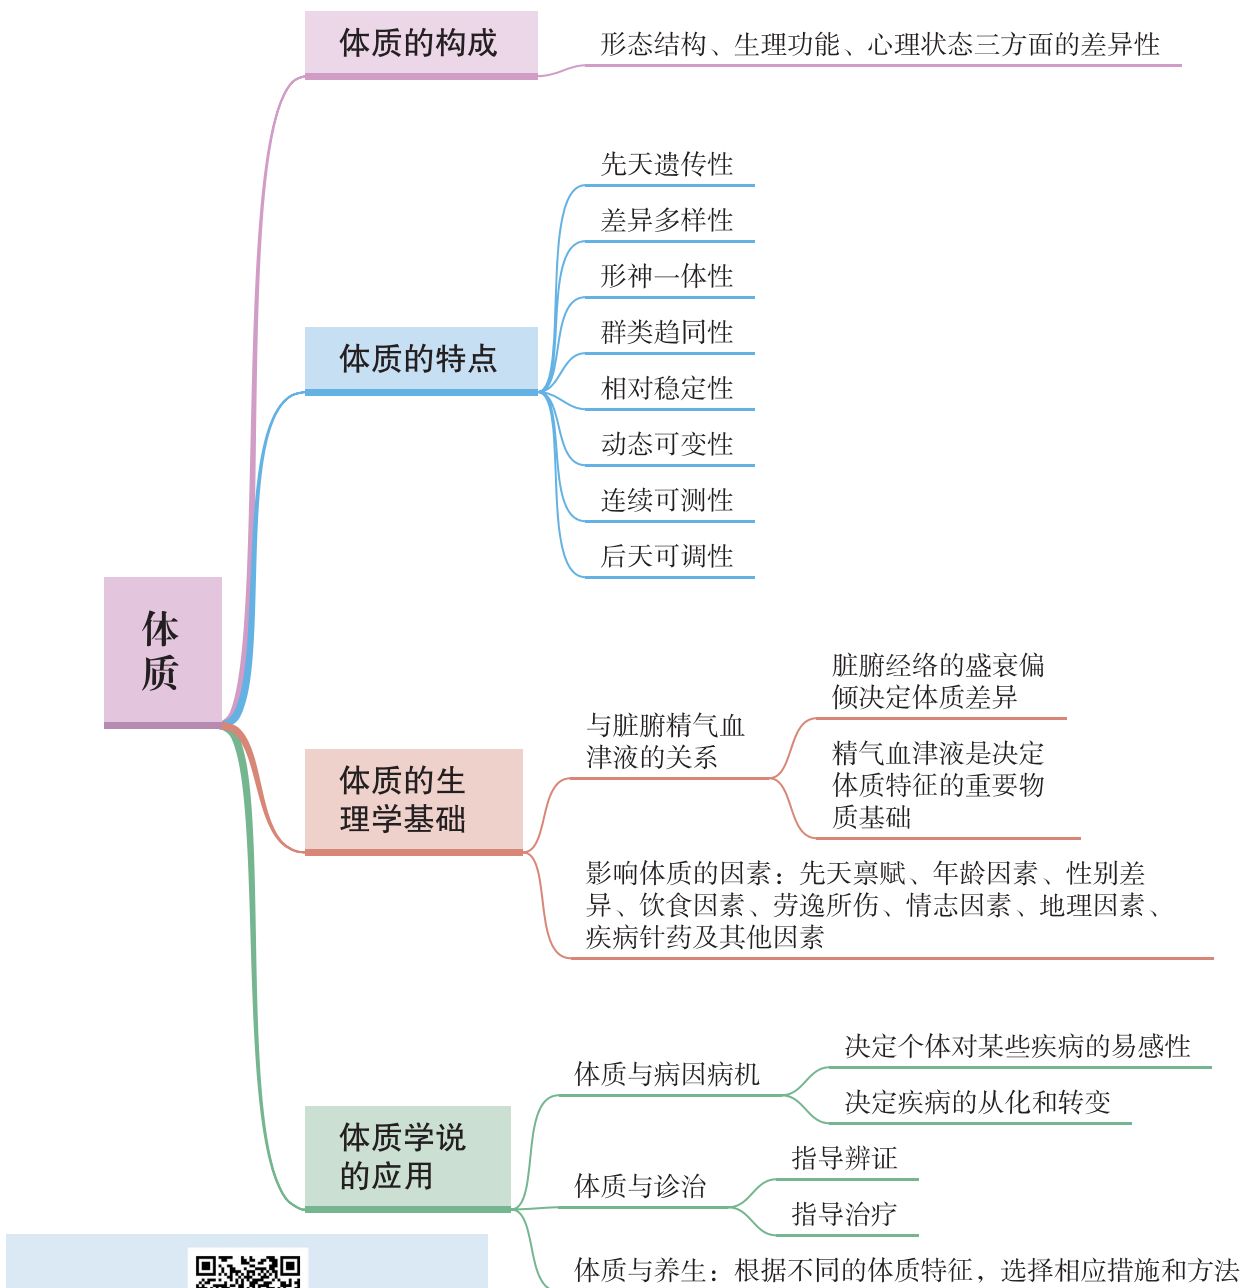 体质的构成
形态结构、生理功能、心理状态三方面的差异性
先天遗传性
差异多样性
形神一体性
体质的特点
群类趋同性
相对稳定性
动态可变性
连续可测性
后天可调性
体
质
脏腑经络的盛衰偏
倾决定体质差异
与脏腑精气血
津液的关系
精气血津液是决定
体质特征的重要物
质基础
体质的生
理学基础
影响体质的因素：先天禀赋、年龄因素、性别差
异、饮食因素、劳逸所伤、情志因素、地理因素、
疾病针药及其他因素
决定个体对某些疾病的易感性
体质与病因病机
决定疾病的从化和转变
体质学说
的应用
指导辨证
体质与诊治
指导治疗
体质与养生：根据不同的体质特征，选择相应措施和方法